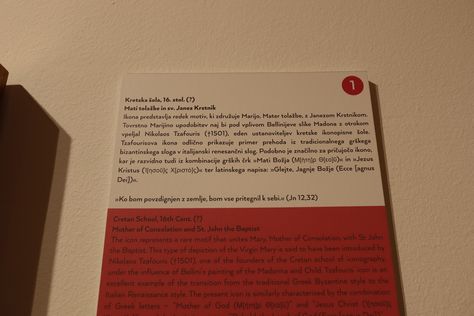 1
Kretska šola, 16. stol. (?)
Mati tolažbe in sv. Janez Krstnik
Ikona predstavlja redek motiv, ki združuje Marijo, Mater tolažbe, z Janezom Krstnikom.
Tovrstno Marijino upodobitev naj bi pod vplivom Bellinijeve slike Madona z otrokom
vpeljal Nikolaos Tzafouris (†1501), eden ustanoviteljev kretske ikonopisne šole.
Tzafourisova ikona odlično prikazuje primer prehoda iz tradicionalnega grškega
bizantinskega sloga v italijanski renesančni slog. Podobno je značilno za pričujočo ikono,
kar je razvidno tudi iz kombinacije grških črk »Mati Božja (M[ήτη]ρ Θ[εο]ῦ)« in »Jezus
Kristus (Ἰ[ησοῦ]ς Χ[ριστό]ς)« ter latinskega napisa: »Glejte, Jagnje Božje (Ecce [agnus
Dei])«.
»Ko bom povzdignjen z zemlje, bom vse pritegnil k sebi.« (Jn 12,32)
Cretan School, 16th Cent. (?)
Mother of Consolation and St. John the Baptist
The icon represents a rare motif that unites Mary, Mother of Consolation, with St. John
the Baptist. This type of depiction of the Virgin Mary is said to have been introduced by
Nikolaos Tzafouris (†1501), one of the founders of the Cretan school of iconography,
under the influence of Bellini's painting of the Madonna and Child. Tzafouris' icon is an
excellent example of the transition from the traditional Greek Byzantine style to the
Italian Renaissance style. The present icon is similarly characterised by the combination
of Greek letters – "Mother of God (M[ήτη]ρ Θ[εο]ῦ)" and "Jesus Christ (Ἰ[ησοῦ]ς